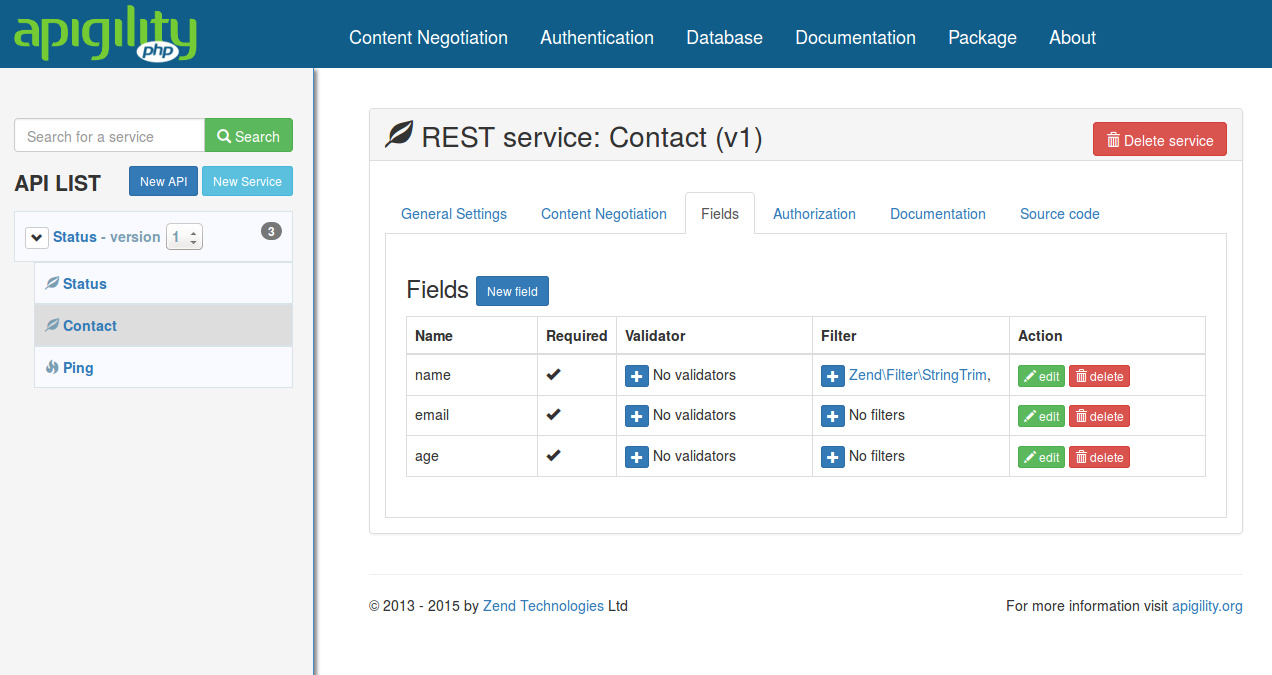 apigility php
Content Negotiation Authentication Database Documentation Package About
Search for a service Search
API LIST New API New Service
Status - version 1 3
Status
Contact
Ping
REST service: Contact (v1) Delete service
General Settings Content Negotiation Fields Authorization Documentation Source code
Fields New field
Name Required Validator Filter Action
name No validators Zend\Filter\StringTrim, edit delete
email No validators No filters edit delete
age No validators No filters edit delete
© 2013 - 2015 by Zend Technologies Ltd For more information visit apigility.org